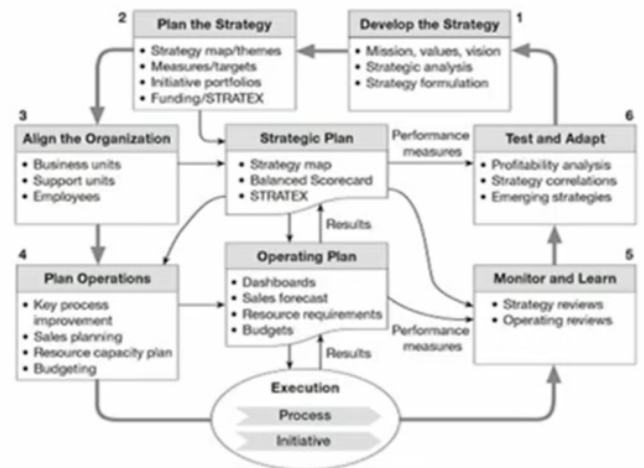 2
Plan the Strategy
• Strategy map/themes
• Measures/targets
• Initiative portfolios
• Funding/STRATEX
1
Develop the Strategy
• Mission, values, vision
• Strategic analysis
• Strategy formulation
3
Align the Organization
• Business units
• Support units
• Employees
Strategic Plan
• Strategy map
• Balanced Scorecard
• STRATEX
Performance
measures
6
Test and Adapt
• Profitability analysis
• Strategy correlations
• Emerging strategies
Results
4
Plan Operations
• Key process
improvement
• Sales planning
• Resource capacity plan
• Budgeting
Operating Plan
• Dashboards
• Sales forecast
• Resource requirements
• Budgets
Performance
measures
5
Monitor and Learn
• Strategy reviews
• Operating reviews
Results
Execution
Process
Initiative